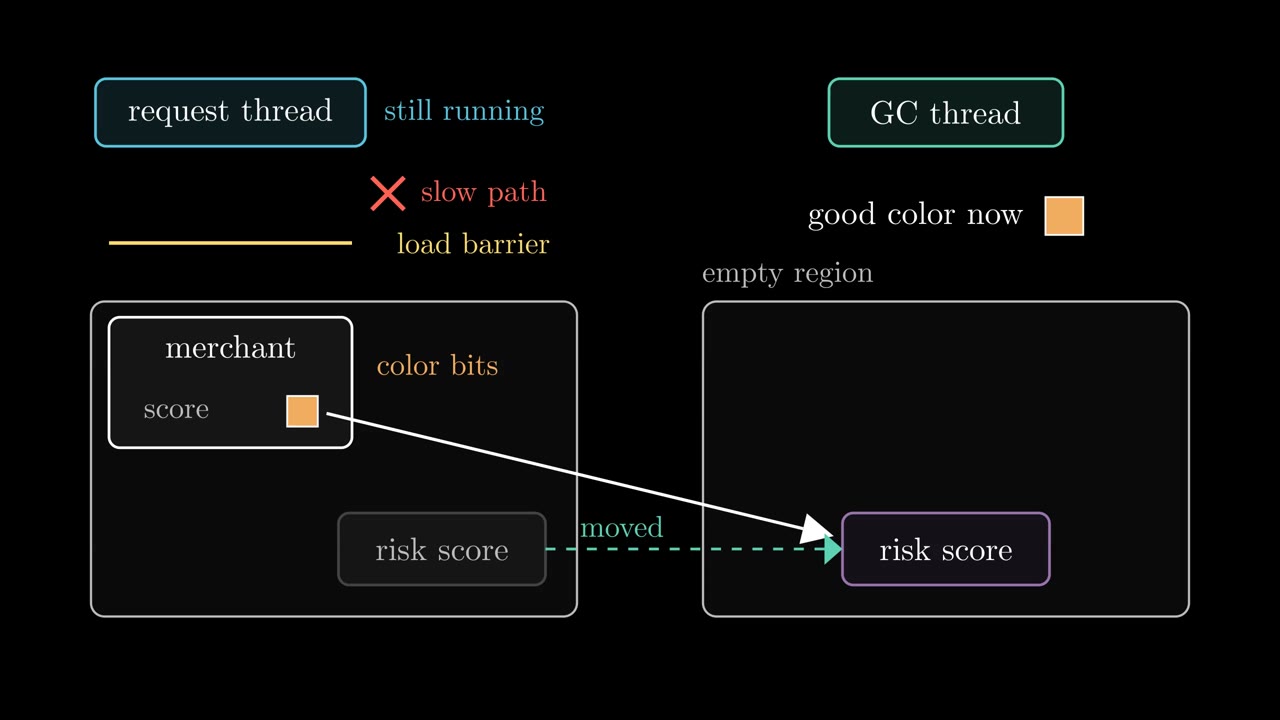 request thread
still running
GC thread
slow path
good color now
load barrier
empty region
merchant
color bits
score
moved
risk score
risk score